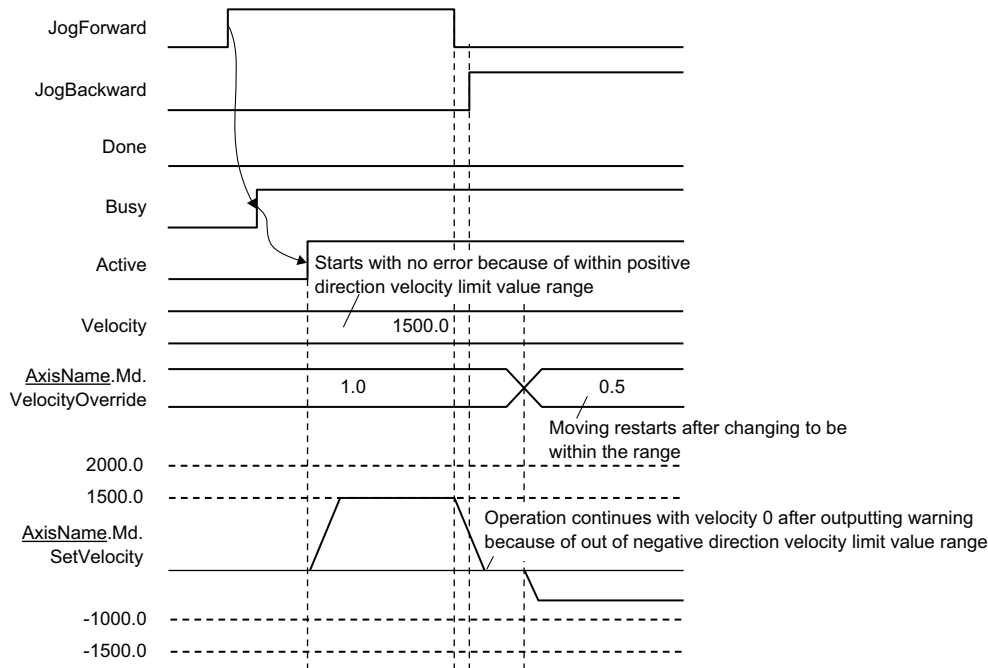 JogForward
JogBackward
Done
Busy
Active
Starts with no error because of within positive
direction velocity limit value range
Velocity
1500.0
AxisName.Md.
VelocityOverride
1.0
0.5
Moving restarts after changing to be
within the range
2000.0
1500.0
Operation continues with velocity 0 after outputting warning
because of out of negative direction velocity limit value range
AxisName.Md.
SetVelocity
-1000.0
-1500.0